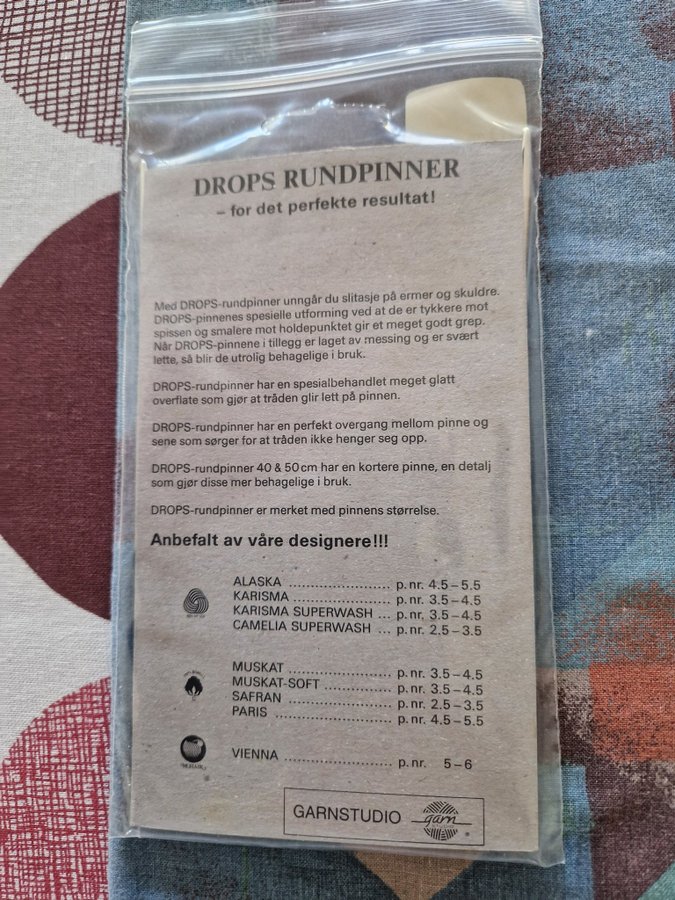 DROPS RUNDPINNER
– for det perfekte resultat!
Med DROPS-rundpinner unngår du slitasje på ermer og skuldre.
DROPS-pinnenes spesielle utforming ved at de er tykkere mot
spissen og smalere mot holdepunktet gir et meget godt grep.
Når DROPS-pinnene i tillegg er laget av messing og er svært
lette, så blir de utrolig behagelige i bruk.
DROPS-rundpinner har en spesialbehandlet meget glatt
overflate som gjør at tråden glir lett på pinnen.
DROPS-rundpinner har en perfekt overgang mellom pinne og
sene som sørger for at tråden ikke henger seg opp.
DROPS-rundpinner 40 & 50 cm har en kortere pinne, en detalj
som gjør disse mer behagelige i bruk.
DROPS-rundpinner er merket med pinnens størrelse.
Anbefalt av våre designere!!!
ALASKA ........................ p.nr. 4.5 – 5.5
KARISMA ....................... p.nr. 3.5 – 4.5
KARISMA SUPERWASH ... p.nr. 3.5 – 4.5
CAMELIA SUPERWASH ... p.nr. 2.5 – 3.5
MUSKAT ........................ p.nr. 3.5 – 4.5
MUSKAT-SOFT ................ p.nr. 3.5 – 4.5
SAFRAN ........................ p.nr. 2.5 – 3.5
PARIS ........................... p.nr. 4.5 – 5.5
VIENNA ......................... p.nr. 5 – 6
GARNSTUDIO garn ®